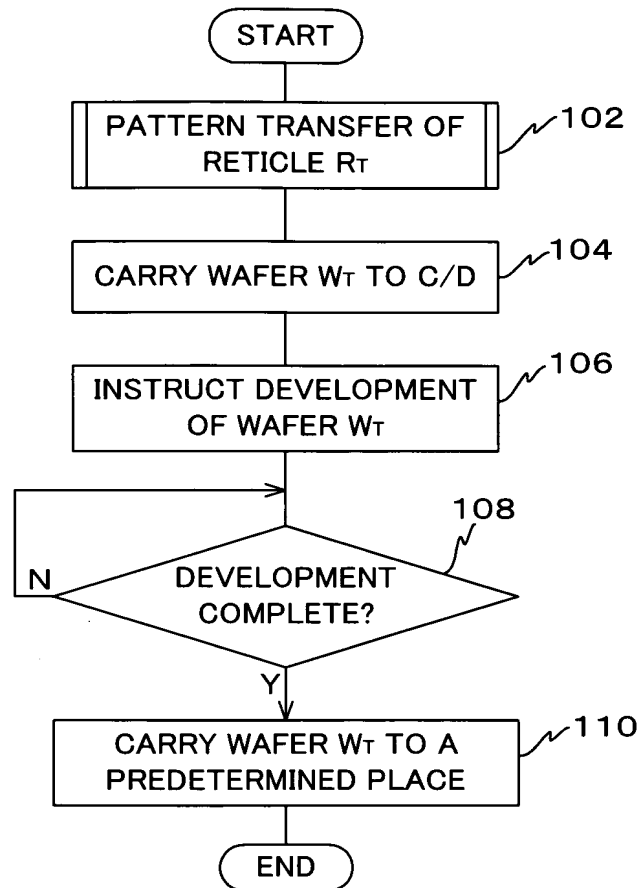 START
PATTERN TRANSFER OF
RETICLE RT
102
CARRY WAFER WT TO C/D
104
INSTRUCT DEVELOPMENT
OF WAFER WT
106
108
DEVELOPMENT
COMPLETE?
N
Y
CARRY WAFER WT TO A
PREDETERMINED PLACE
110
END